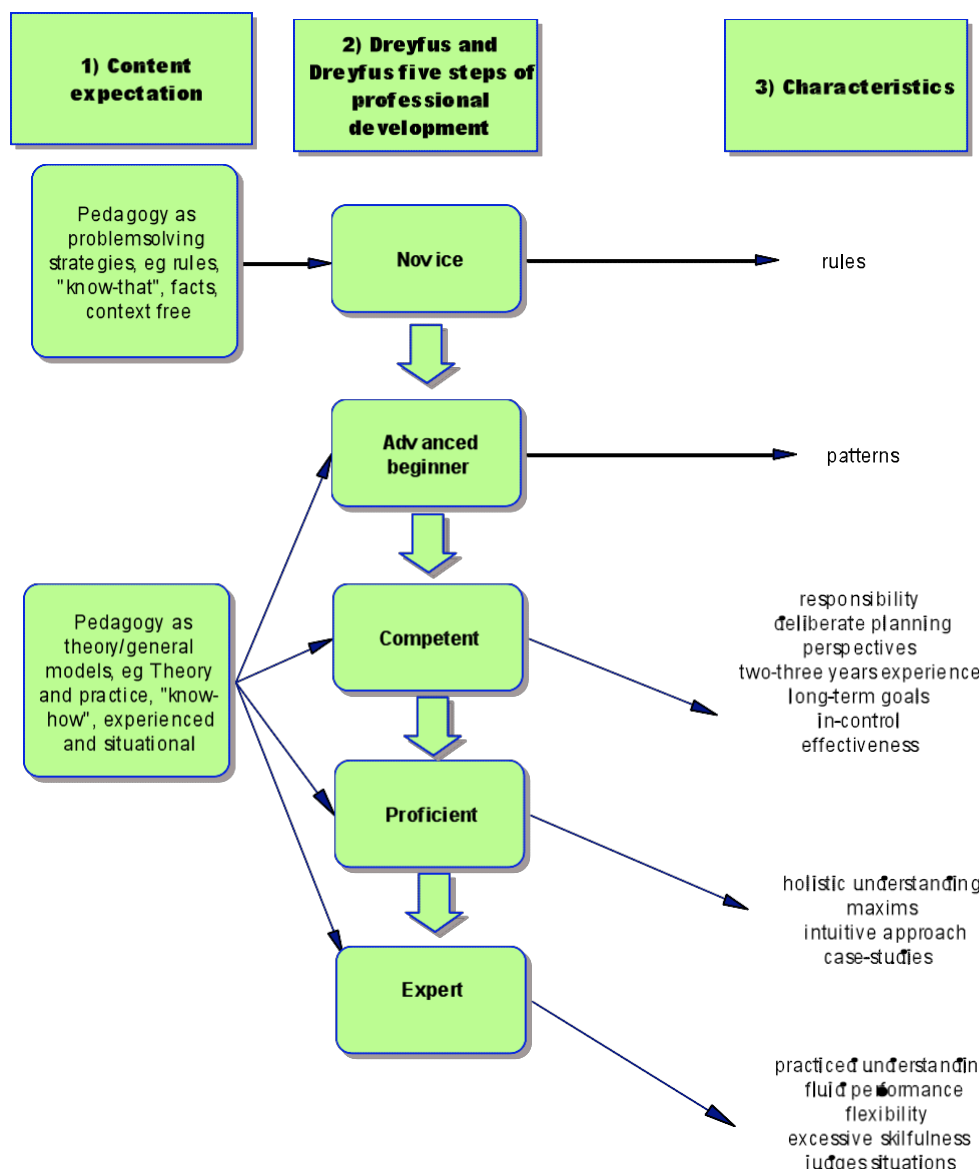 1) Content
expectation
2) Dreyfus and
Dreyfus five steps of
professional
development
3) Characteristics
Pedagogy as
problemsolving
strategies, eg rules,
"know-that", facts,
context free
Novice
rules
Advanced
beginner
patterns
Pedagogy as
theory/general
models, eg Theory
and practice, "know-
how", experienced
and situational
Competent
responsibility
deliberate planning
perspectives
two-three years experience
long-term goals
in-control
effectiveness
Proficient
holistic understanding
maxims
intuitive approach
case-studies
Expert
practiced understandin
fluid performance
flexibility
excessive skilfulness
judges situations